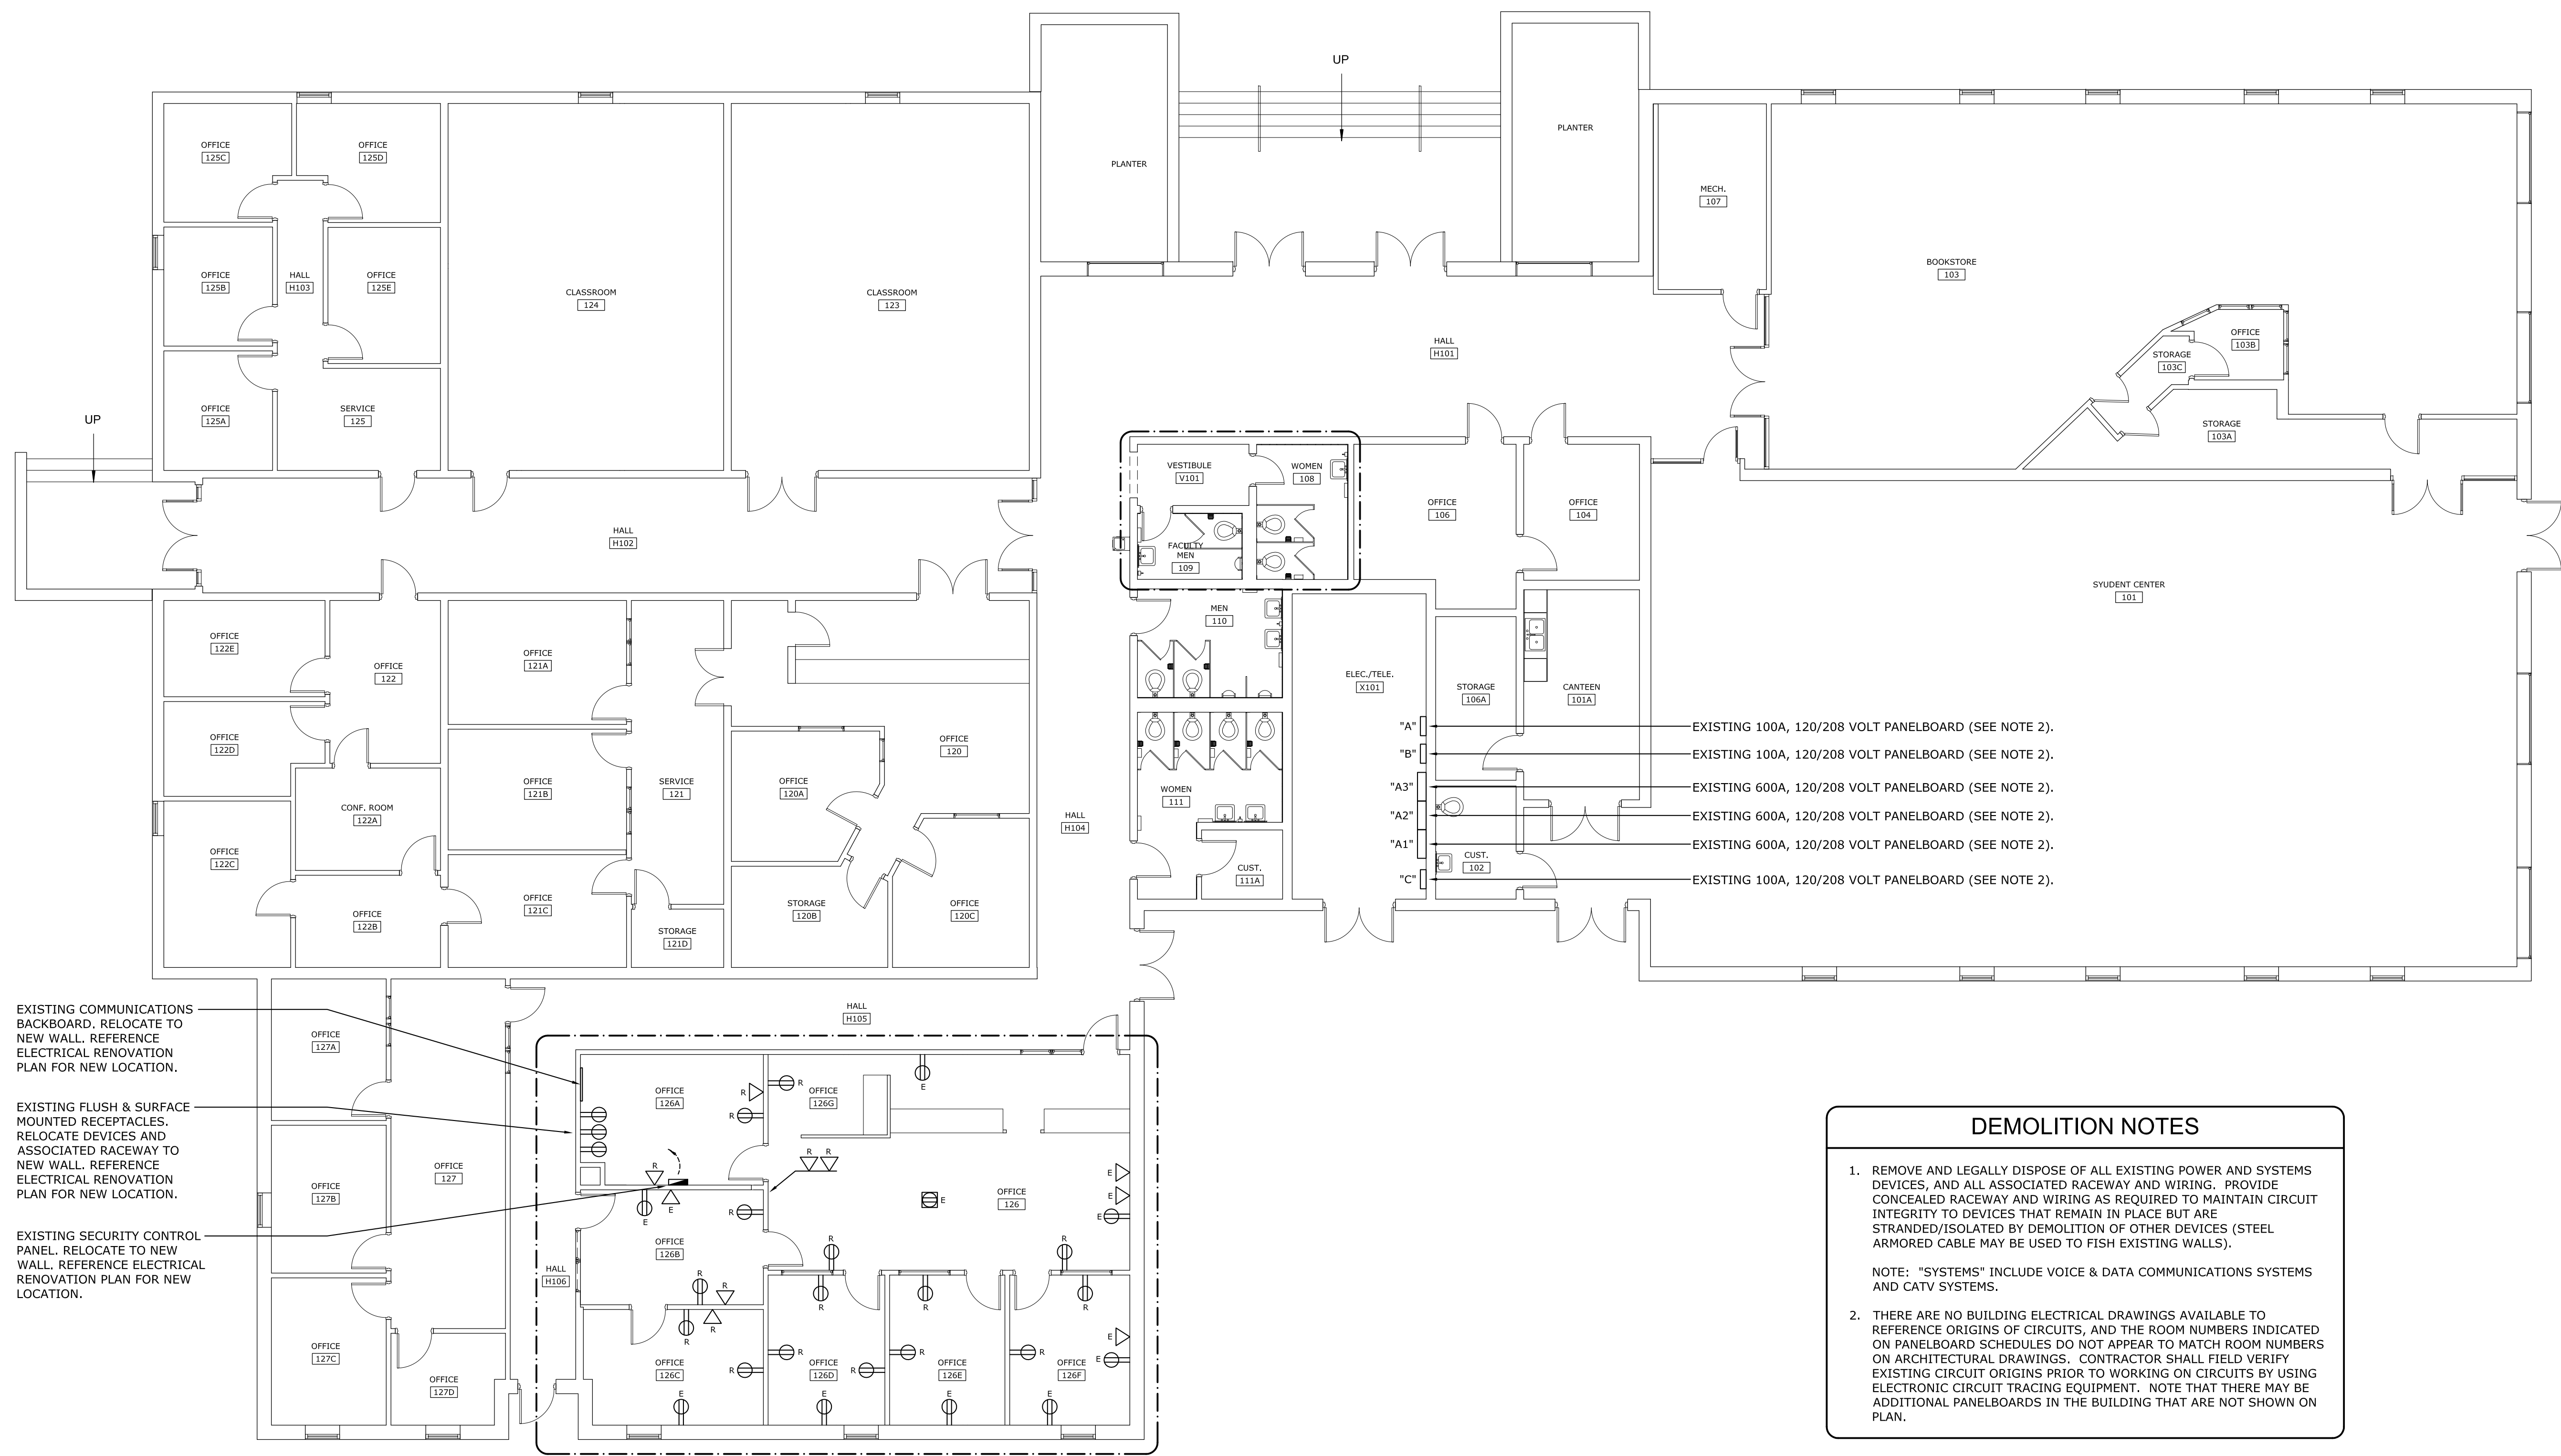 UP
PLANTER
PLANTER
OFFICE
125C
OFFICE
125D
MECH.
107
BOOKSTORE
103
OFFICE
125B
HALL
H103
OFFICE
125E
CLASSROOM
124
CLASSROOM
123
HALL
H101
OFFICE
103B
STORAGE
103C
STORAGE
103A
UP
OFFICE
125A
SERVICE
125
VESTIBULE
V101
WOMEN
108
OFFICE
106
OFFICE
104
HALL
H102
FACULTY
MEN
109
SYUDENT CENTER
101
MEN
110
OFFICE
122E
OFFICE
122
OFFICE
121A
ELEC./TELE.
X101
STORAGE
106A
CANTEEN
101A
OFFICE
122D
OFFICE
120
OFFICE
121B
SERVICE
121
OFFICE
120A
WOMEN
111
CONF. ROOM
122A
HALL
H104
OFFICE
122C
CUST.
111A
CUST.
102
OFFICE
122B
OFFICE
121C
STORAGE
121D
STORAGE
120B
OFFICE
120C
"A" EXISTING 100A, 120/208 VOLT PANELBOARD (SEE NOTE 2).
"B" EXISTING 100A, 120/208 VOLT PANELBOARD (SEE NOTE 2).
"A3" EXISTING 600A, 120/208 VOLT PANELBOARD (SEE NOTE 2).
"A2" EXISTING 600A, 120/208 VOLT PANELBOARD (SEE NOTE 2).
"A1" EXISTING 600A, 120/208 VOLT PANELBOARD (SEE NOTE 2).
"C" EXISTING 100A, 120/208 VOLT PANELBOARD (SEE NOTE 2).
EXISTING COMMUNICATIONS
BACKBOARD. RELOCATE TO
NEW WALL. REFERENCE
ELECTRICAL RENOVATION
PLAN FOR NEW LOCATION.
EXISTING FLUSH & SURFACE
MOUNTED RECEPTACLES.
RELOCATE DEVICES AND
ASSOCIATED RACEWAY TO
NEW WALL. REFERENCE
ELECTRICAL RENOVATION
PLAN FOR NEW LOCATION.
EXISTING SECURITY CONTROL
PANEL. RELOCATE TO NEW
WALL. REFERENCE ELECTRICAL
RENOVATION PLAN FOR NEW
LOCATION.
HALL
H105
OFFICE
127A
OFFICE
127
OFFICE
127B
OFFICE
127C
OFFICE
127D
HALL
H106
OFFICE
126A
R
R
R
OFFICE
126G
E
R
R R
E
E
R
OFFICE
126B
R
R
E
OFFICE
126
E
E
E
R
R
R
R
OFFICE
126C
R
E
R
R
OFFICE
126D
R
E
R
R
OFFICE
126E
E
R
R
OFFICE
126F
E
E
E
DEMOLITION NOTES
1. REMOVE AND LEGALLY DISPOSE OF ALL EXISTING POWER AND SYSTEMS
DEVICES, AND ALL ASSOCIATED RACEWAY AND WIRING. PROVIDE
CONCEALED RACEWAY AND WIRING AS REQUIRED TO MAINTAIN CIRCUIT
INTEGRITY TO DEVICES THAT REMAIN IN PLACE BUT ARE
STRANDED/ISOLATED BY DEMOLITION OF OTHER DEVICES (STEEL
ARMORED CABLE MAY BE USED TO FISH EXISTING WALLS).
NOTE: "SYSTEMS" INCLUDE VOICE & DATA COMMUNICATIONS SYSTEMS
AND CATV SYSTEMS.
2. THERE ARE NO BUILDING ELECTRICAL DRAWINGS AVAILABLE TO
REFERENCE ORIGINS OF CIRCUITS, AND THE ROOM NUMBERS INDICATED
ON PANELBOARD SCHEDULES DO NOT APPEAR TO MATCH ROOM NUMBERS
ON ARCHITECTURAL DRAWINGS. CONTRACTOR SHALL FIELD VERIFY
EXISTING CIRCUIT ORIGINS PRIOR TO WORKING ON CIRCUITS BY USING
ELECTRONIC CIRCUIT TRACING EQUIPMENT. NOTE THAT THERE MAY BE
ADDITIONAL PANELBOARDS IN THE BUILDING THAT ARE NOT SHOWN ON
PLAN.